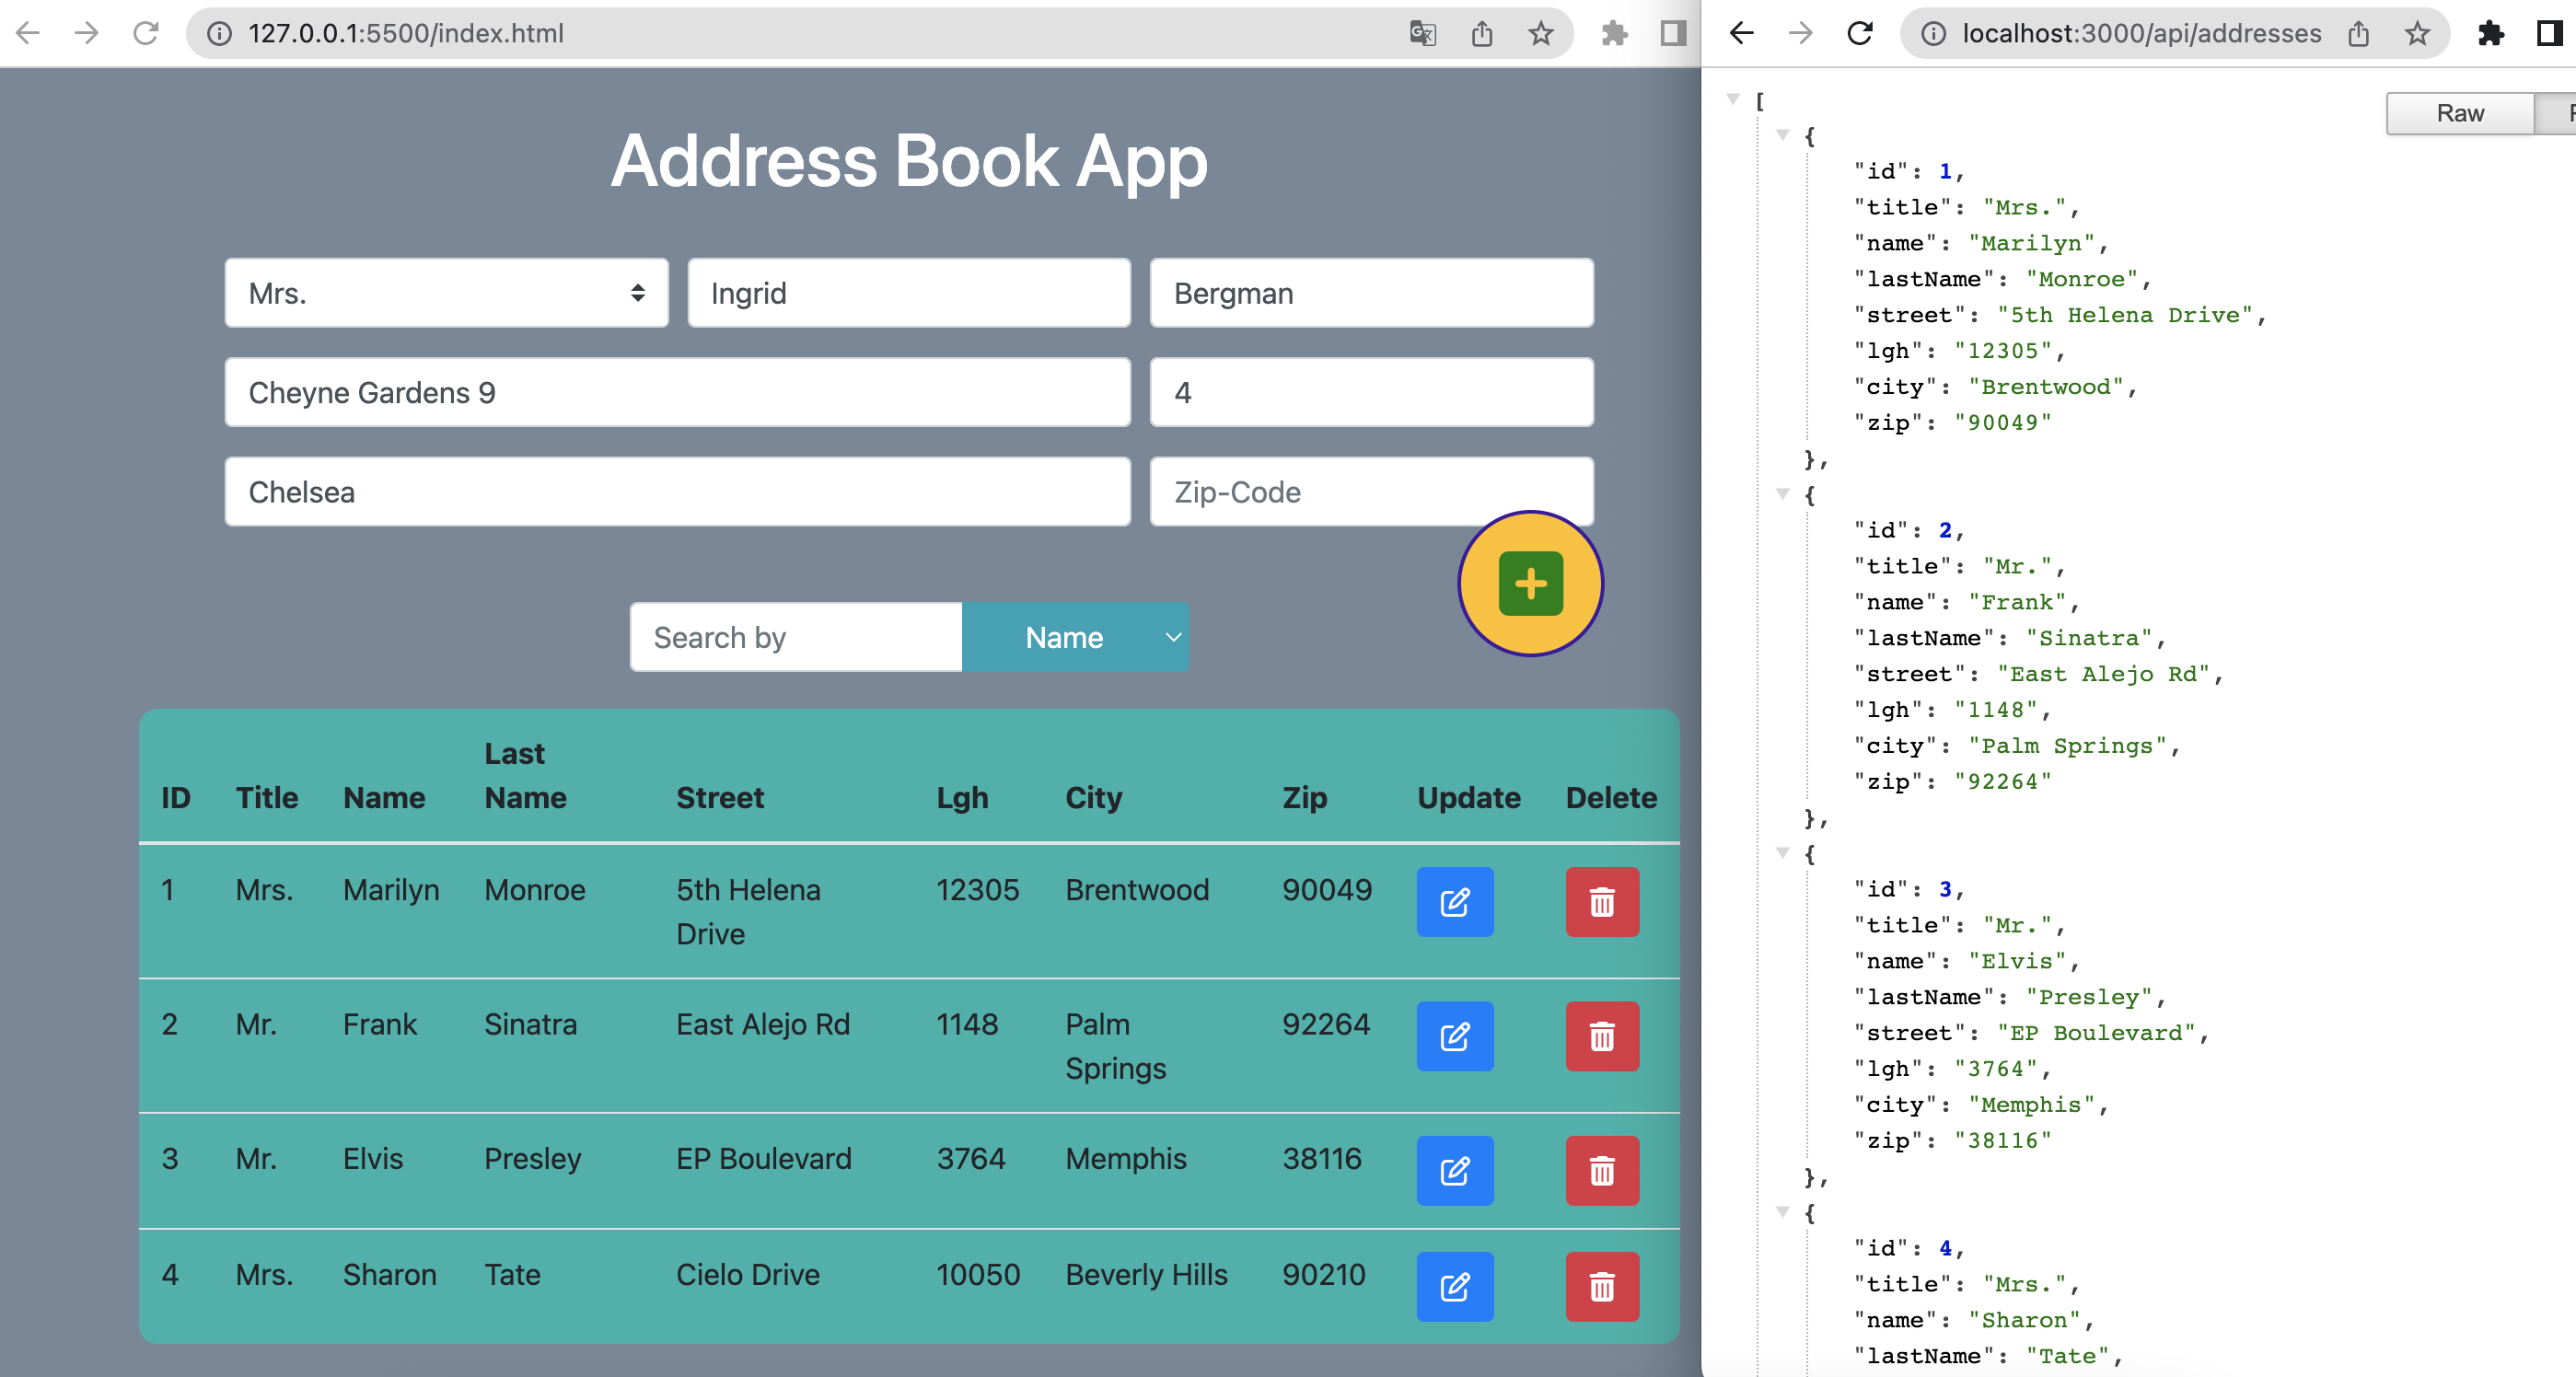 127.0.0.1:5500/index.html
Address Book App
Mrs.
Ingrid
Bergman
Cheyne Gardens 9
4
Chelsea
Zip-Code
Search by
Name
ID Title Name Last Name Street Lgh City Zip Update Delete
1 Mrs. Marilyn Monroe 5th Helena Drive 12305 Brentwood 90049
2 Mr. Frank Sinatra East Alejo Rd 1148 Palm Springs 92264
3 Mr. Elvis Presley EP Boulevard 3764 Memphis 38116
4 Mrs. Sharon Tate Cielo Drive 10050 Beverly Hills 90210
localhost:3000/api/addresses
Raw
[
{
"id": 1,
"title": "Mrs.",
"name": "Marilyn",
"lastName": "Monroe",
"street": "5th Helena Drive",
"lgh": "12305",
"city": "Brentwood",
"zip": "90049"
},
{
"id": 2,
"title": "Mr.",
"name": "Frank",
"lastName": "Sinatra",
"street": "East Alejo Rd",
"lgh": "1148",
"city": "Palm Springs",
"zip": "92264"
},
{
"id": 3,
"title": "Mr.",
"name": "Elvis",
"lastName": "Presley",
"street": "EP Boulevard",
"lgh": "3764",
"city": "Memphis",
"zip": "38116"
},
{
"id": 4,
"title": "Mrs.",
"name": "Sharon",
"lastName": "Tate",